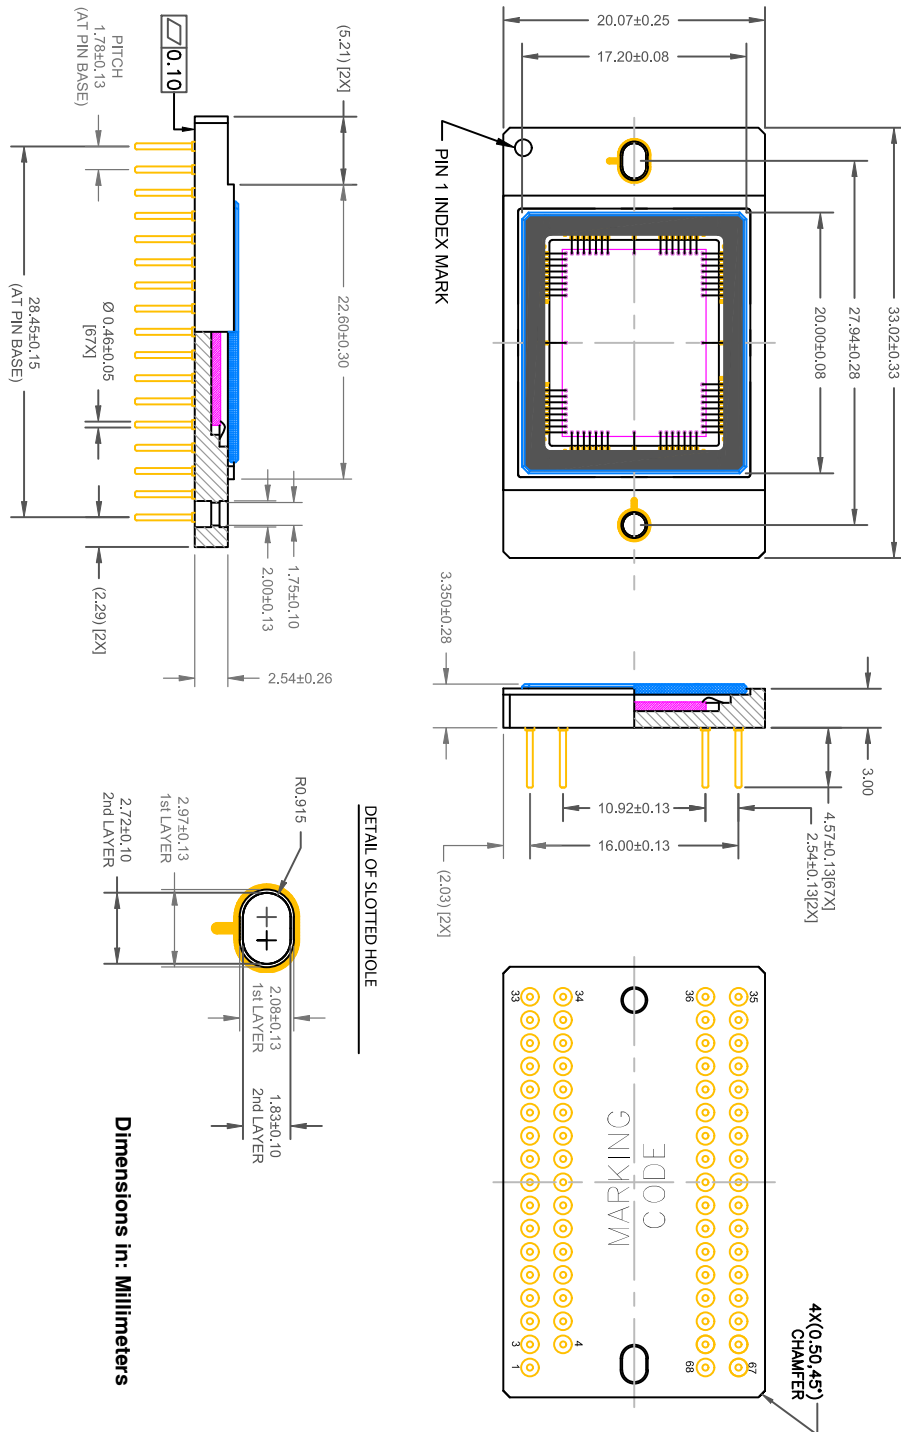 20.07±0.25
17.20±0.08
33.02±0.33
27.94±0.28
20.00±0.08
PIN 1 INDEX MARK
(5.21) [2X]
0.10
PITCH
1.78±0.13
(AT PIN BASE)
22.60±0.30
28.45±0.15
(AT PIN BASE)
Ø 0.46±0.05
[67X]
1.75±0.10
2.00±0.13
(2.29) [2X]
2.54±0.26
3.350±0.28
3.00
4.57±0.13[67X]
2.54±0.13[2X]
10.92±0.13
16.00±0.13
(2.03) [2X]
DETAIL OF SLOTTED HOLE
R0.915
2.97±0.13
1st LAYER
2.72±0.10
2nd LAYER
2.08±0.13
1st LAYER
1.83±0.10
2nd LAYER
33
34
36
35
MARKING
CODE
3
1
4
68
67
4X(0.50,45°)
CHAMFER
Dimensions in: Millimeters